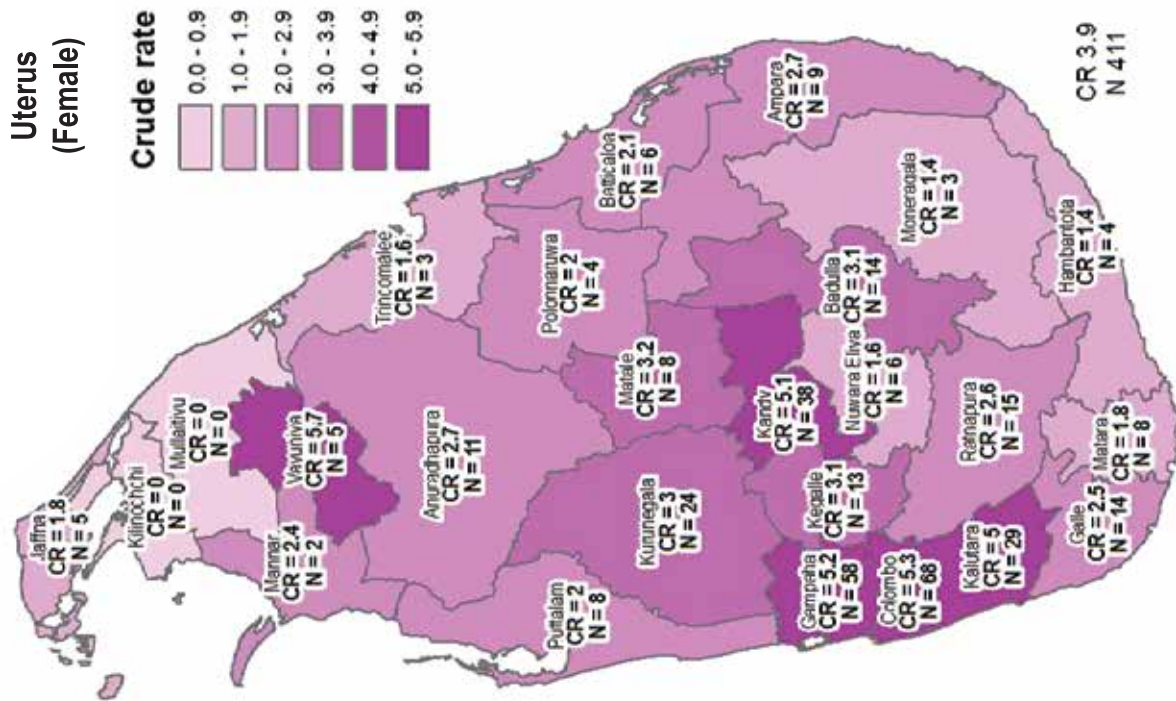 Uterus
(Female)
Crude rate
0.0 - 0.9
1.0 - 1.9
2.0 - 2.9
3.0 - 3.9
4.0 - 4.9
5.0 - 5.9
Jaffna
CR = 1.8
N = 5
Kilinochchi
CR = 0
N = 0
Mullaitivu
CR = 0
N = 0
Mannar
CR = 2.4
N = 2
Vavuniya
CR = 5.7
N = 5
Trincomalee
CR = 1.6
N = 3
Anuradhapura
CR = 2.7
N = 11
Polonnaruwa
CR = 2
N = 4
Puttalam
CR = 2
N = 8
Batticaloa
CR = 2.1
N = 6
Matale
CR = 3.2
N = 8
Kurunegala
CR = 3
N = 24
Ampara
CR = 2.7
N = 9
Kandy
CR = 5.1
N = 38
Kegalle
CR = 3.1
N = 13
Gampaha
CR = 5.2
N = 58
Badulla
CR = 3.1
N = 14
Nuwara Eliya
CR = 1.6
N = 6
Moneragala
CR = 1.4
N = 3
Colombo
CR = 5.3
N = 68
Kalutara
CR = 5
N = 29
Ratnapura
CR = 2.6
N = 15
Hambantota
CR = 1.4
N = 4
Galle
CR = 2.5
N = 14
Matara
CR = 1.8
N = 8
CR 3.9
N 411